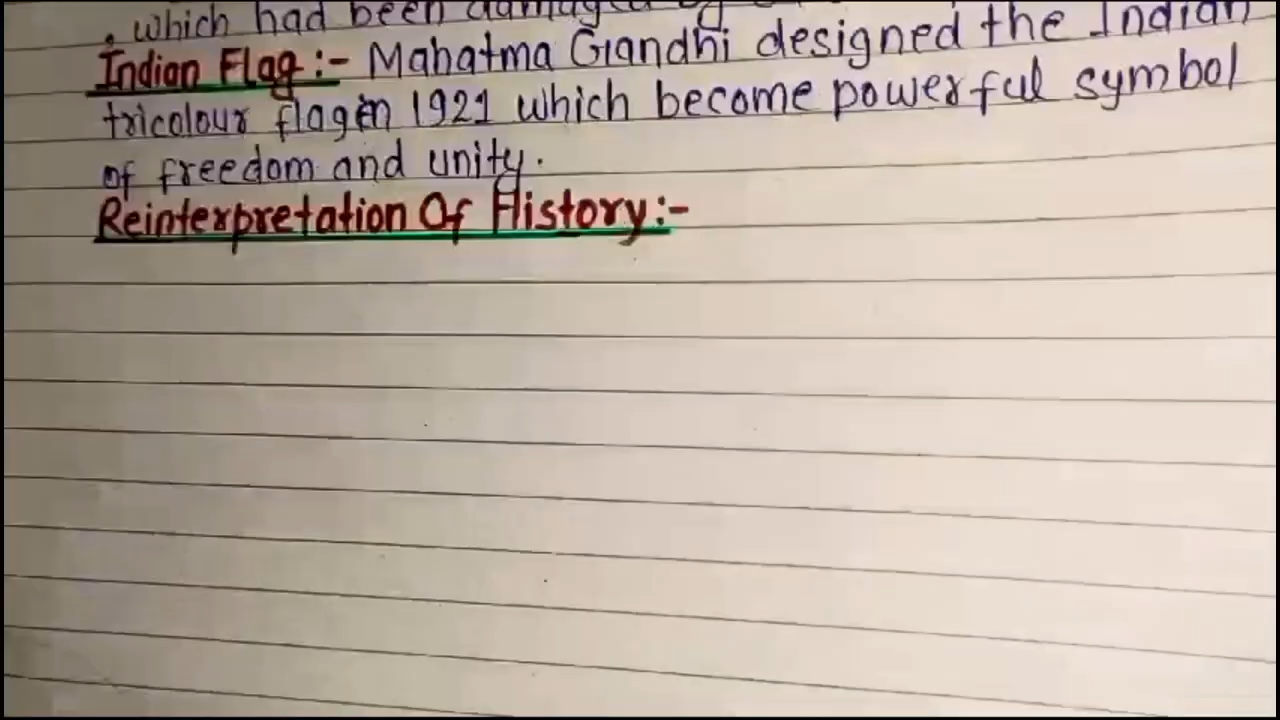 which had been damaged
Indian Flag :- Mahatma Gandhi designed the Indian
tricolour flag in 1921 which become powerful symbol
of freedom and unity.
Reinterpretation Of History :-